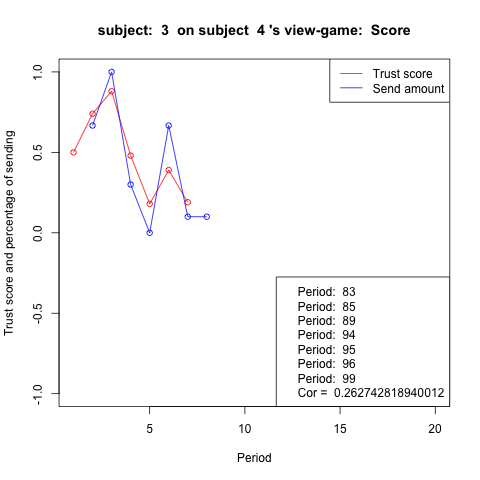 subject:  3  on subject  4 's view-game:  Score
Trust score
Send amount
Trust score and percentage of sending
1.0
0.5
0.0
-0.5
-1.0
Period:  83
Period:  85
Period:  89
Period:  94
Period:  95
Period:  96
Period:  99
Cor =  0.262742818940012
5 10 15 20
Period